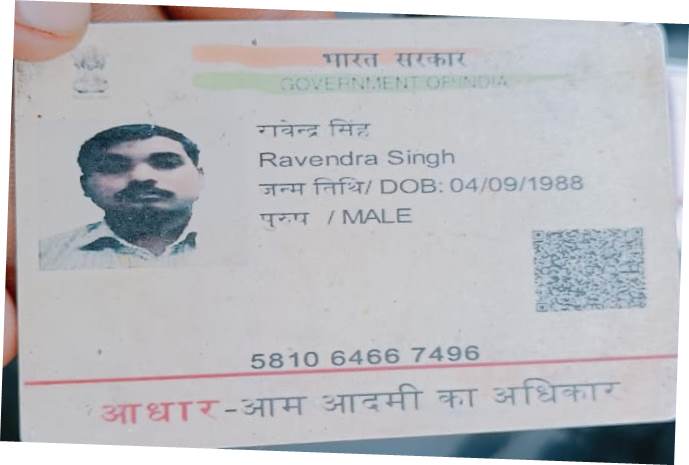 भारत सरकार
GOVERNMENT OF INDIA
रावेन्द्र सिंह
Ravendra Singh
जन्म तिथि/ DOB: 04/09/1988
पुरुष / MALE
5810 6466 7496
आधार-आम आदमी का अधिकार